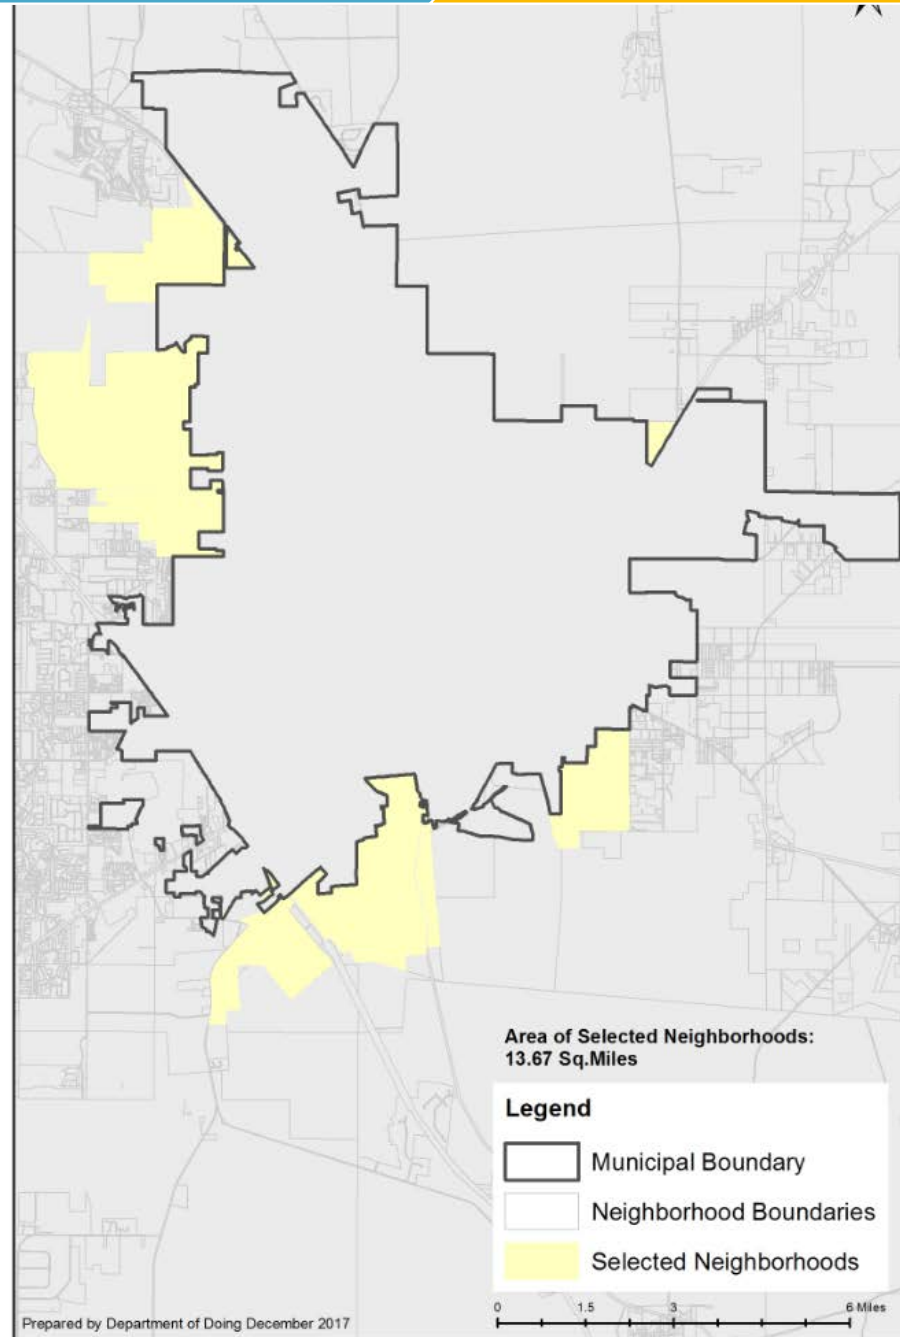 Area of Selected Neighborhoods:
13.67 Sq.Miles
Legend
Municipal Boundary
Neighborhood Boundaries
Selected Neighborhoods
0 1.5 3 6 Miles
Prepared by Department of Doing December 2017